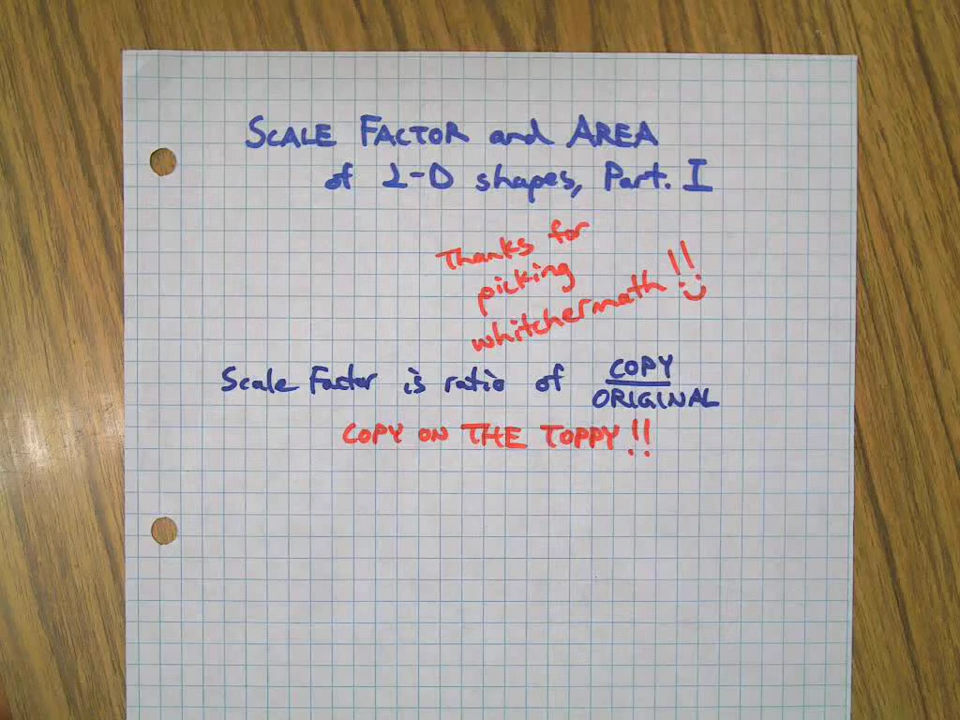 SCALE FACTOR and AREA
of 2-D shapes, Part. I
Thanks for
picking
whitchermath!!
Scale Factor is ratio of COPY
ORIGINAL
COPY ON THE TOPPY!!